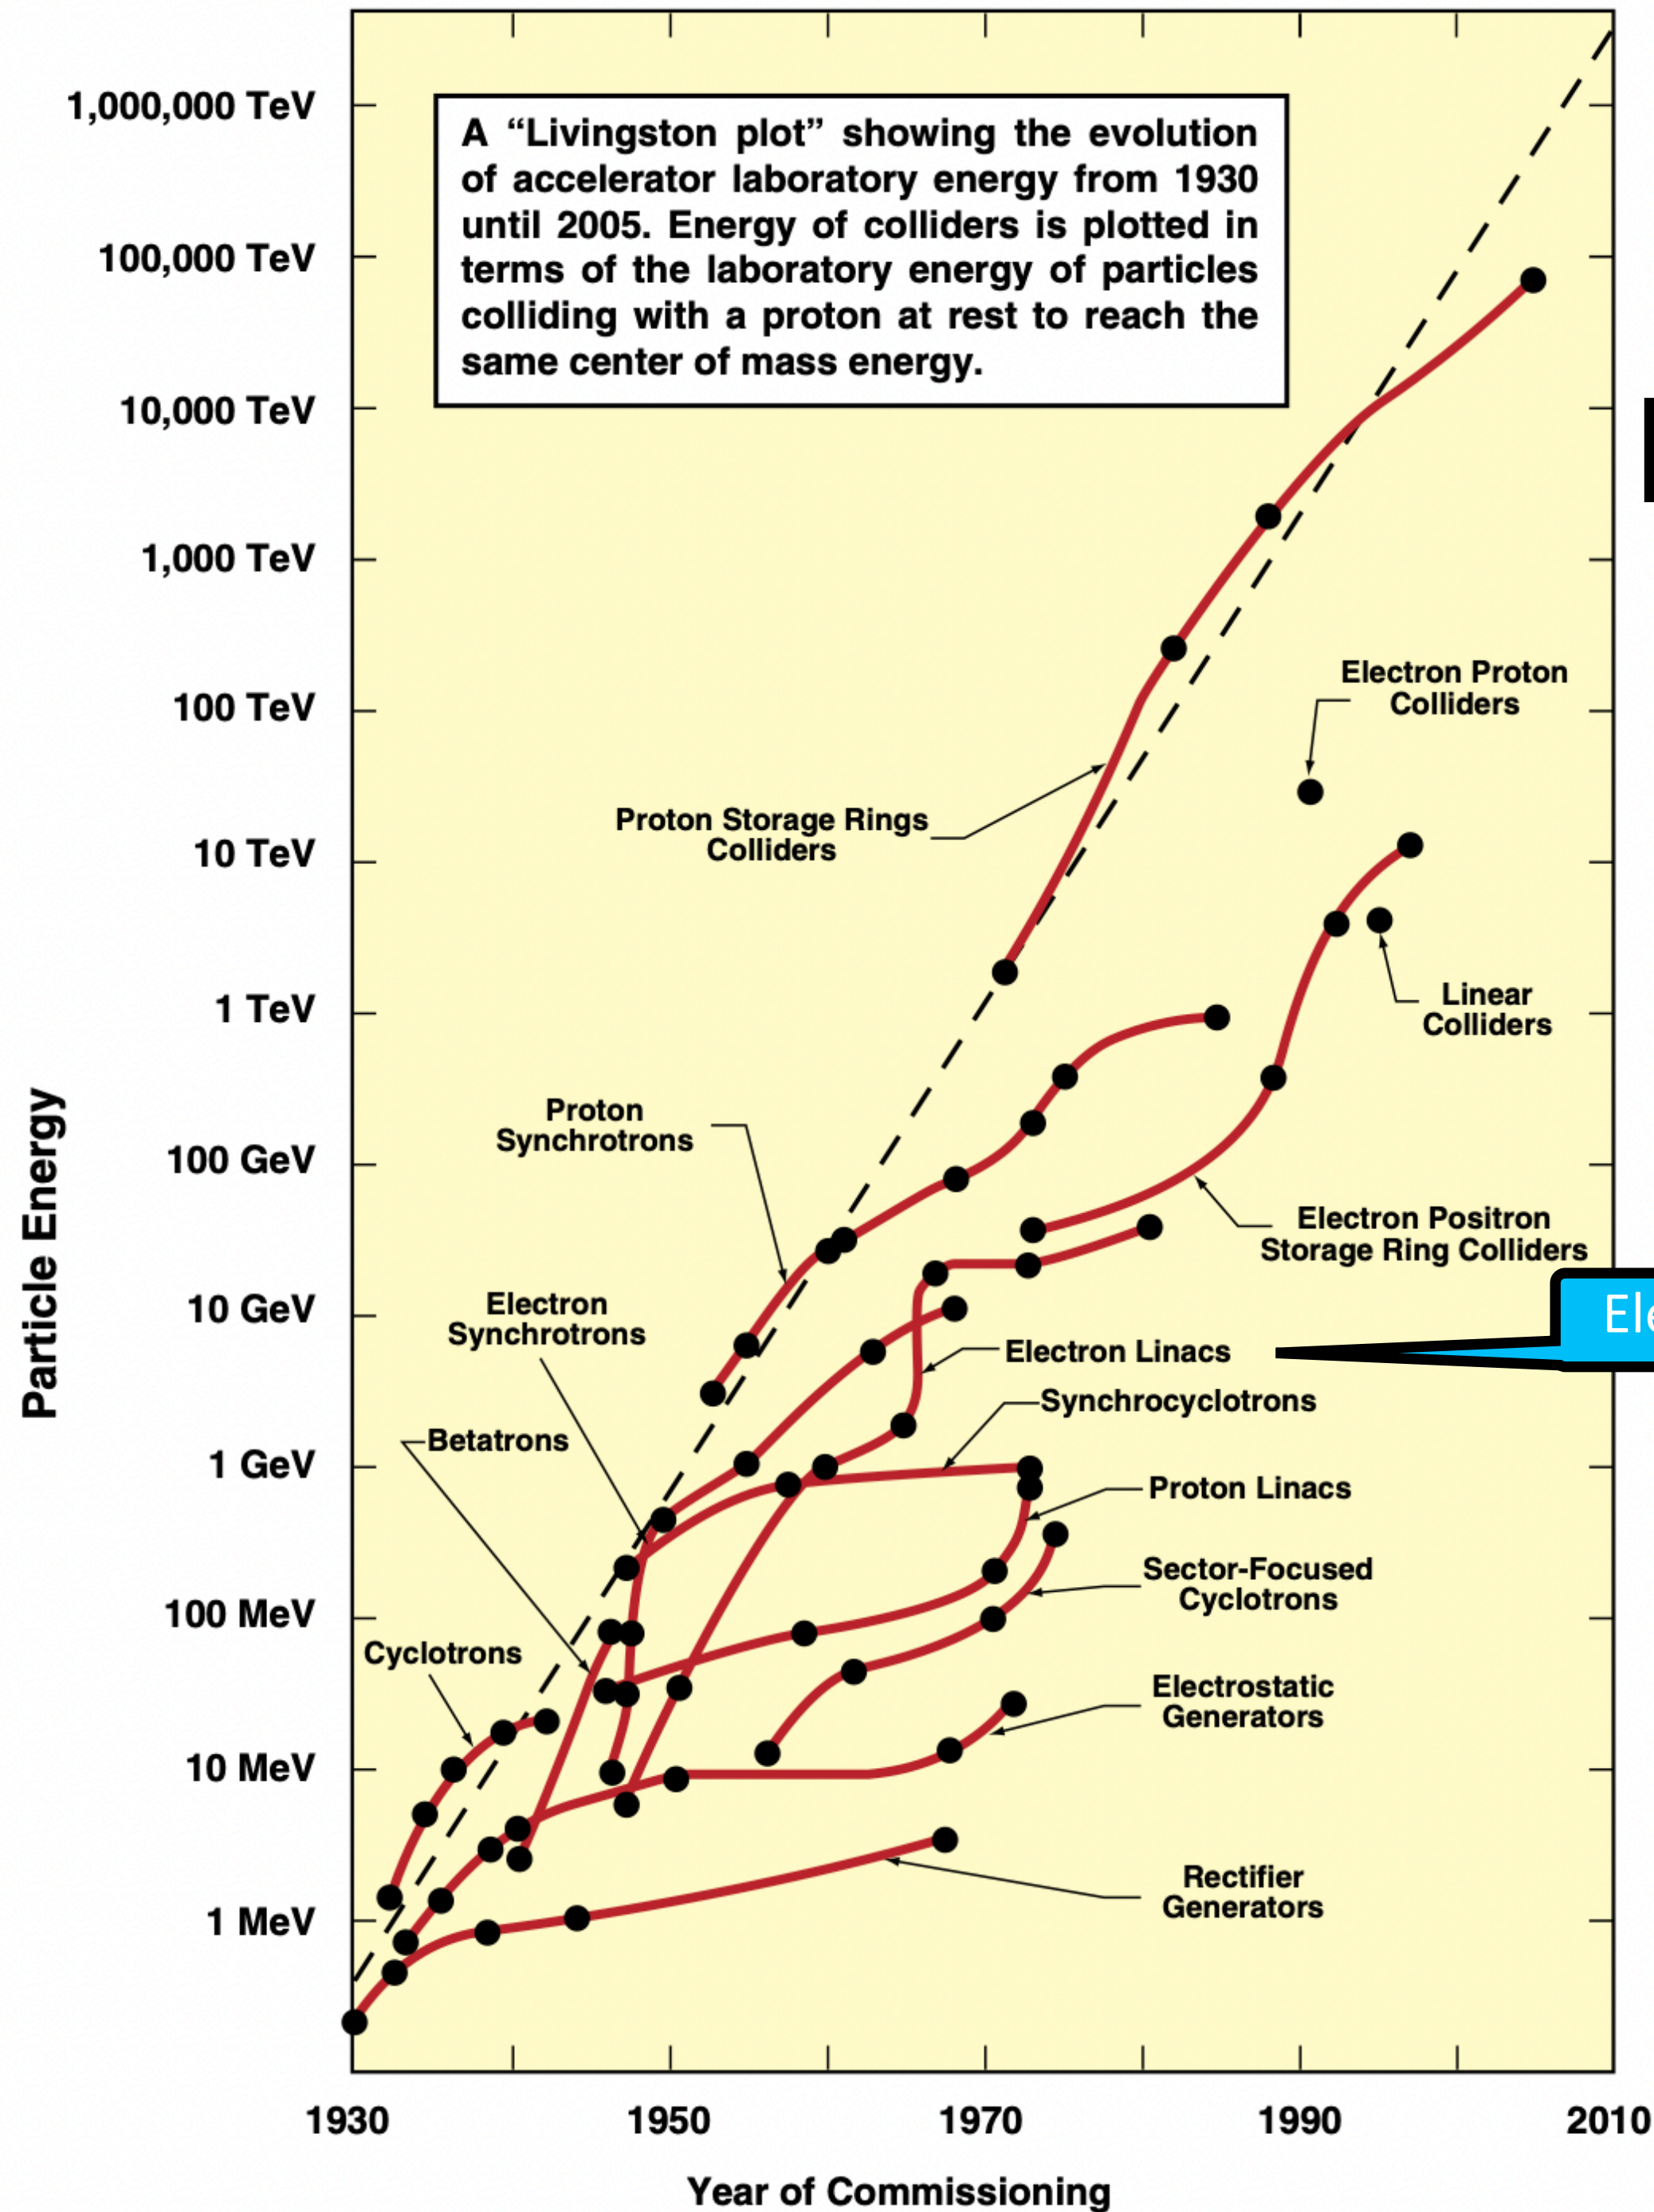 1,000,000 TeV
100,000 TeV
10,000 TeV
1,000 TeV
100 TeV
10 TeV
1 TeV
100 GeV
10 GeV
1 GeV
100 MeV
10 MeV
1 MeV
Particle Energy
A “Livingston plot” showing the evolution
of accelerator laboratory energy from 1930
until 2005. Energy of colliders is plotted in
terms of the laboratory energy of particles
colliding with a proton at rest to reach the
same center of mass energy.
Electron Proton
Colliders
Proton Storage Rings
Colliders
Linear
Colliders
Proton
Synchrotrons
Electron Positron
Storage Ring Colliders
Electron
Synchrotrons
Electron Linacs
Synchrocyclotrons
Betatrons
Proton Linacs
Sector-Focused
Cyclotrons
Cyclotrons
Electrostatic
Generators
Rectifier
Generators
1930
1950
1970
1990
2010
Year of Commissioning